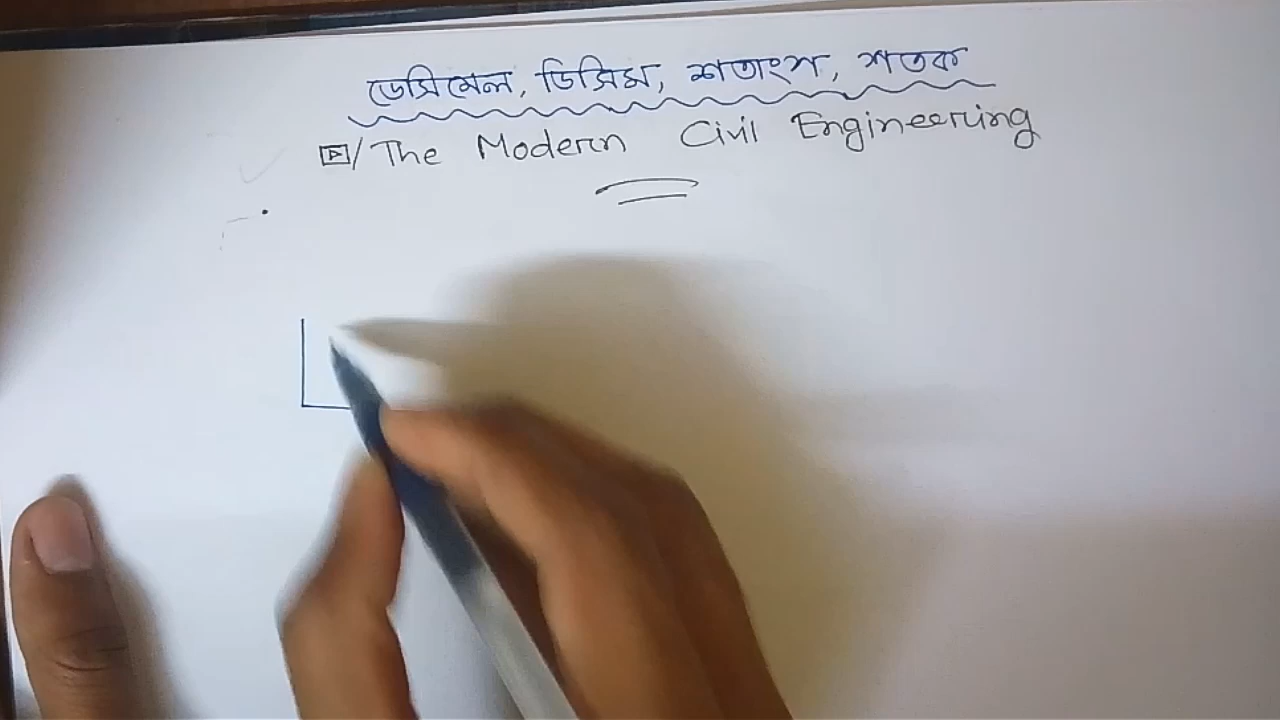 ডেসিমেল, ডিসিম, শতাংশ, শতক
/The Modern Civil Engineering